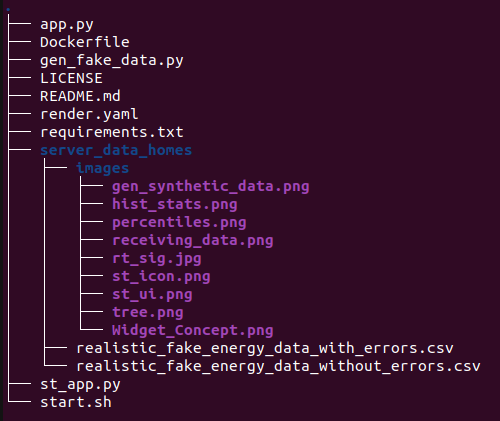 .
app.py
Dockerfile
gen_fake_data.py
LICENSE
README.md
render.yaml
requirements.txt
server_data_homes
images
gen_synthetic_data.png
hist_stats.png
percentiles.png
receiving_data.png
rt_sig.jpg
st_icon.png
st_ui.png
tree.png
Widget_Concept.png
realistic_fake_energy_data_with_errors.csv
realistic_fake_energy_data_without_errors.csv
st_app.py
start.sh